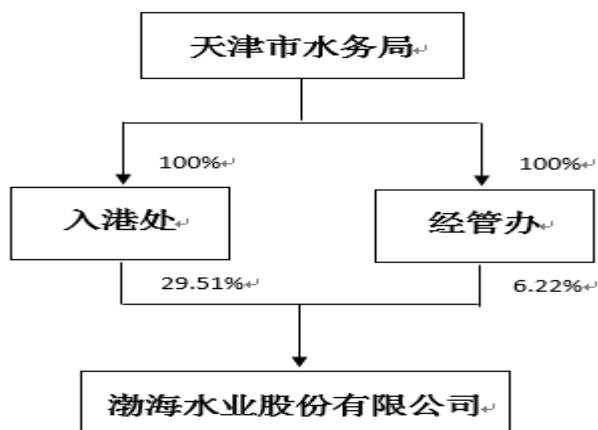 天津市水务局
100%
100%
入港处
经管办
29.51%
6.22%
渤海水业股份有限公司